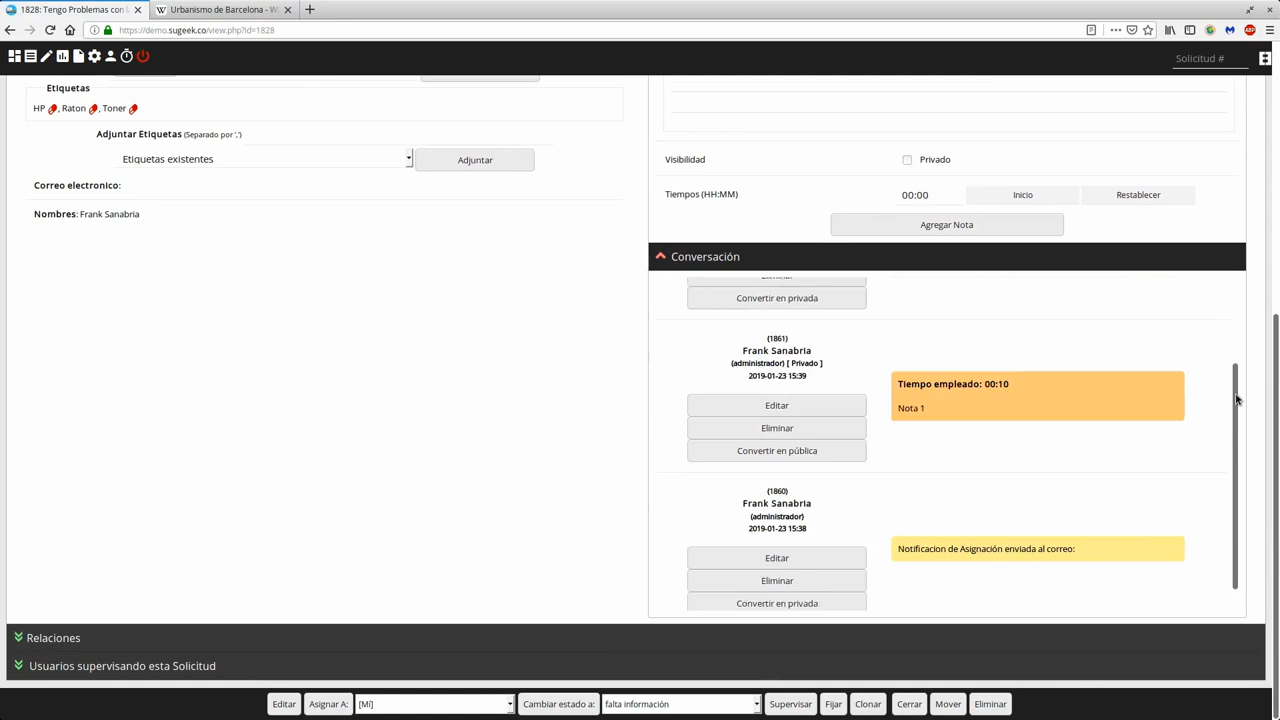 1828: Tengo Problemas con
Urbanismo de Barcelona - W
https://demo.sugeek.co/view.php?id=1828
ABP
Solicitud #
Etiquetas
HP , Raton , Toner
Adjuntar Etiquetas (Separado por ',')
Etiquetas existentes
Adjuntar
Correo electronico:
Nombres: Frank Sanabria
Visibilidad
Privado
Tiempos (HH:MM)
00:00
Inicio
Restablecer
Agregar Nota
Conversación
Eliminar
Convertir en privada
(1861)
Frank Sanabria
(administrador) [ Privado ]
2019-01-23 15:39
Editar
Eliminar
Convertir en pública
Tiempo empleado: 00:10
Nota 1
(1860)
Frank Sanabria
(administrador)
2019-01-23 15:38
Editar
Eliminar
Convertir en privada
Notificacion de Asignación enviada al correo:
Relaciones
Usuarios supervisando esta Solicitud
Editar
Asignar A:
[Mí]
Cambiar estado a:
falta información
Supervisar
Fijar
Clonar
Cerrar
Mover
Eliminar